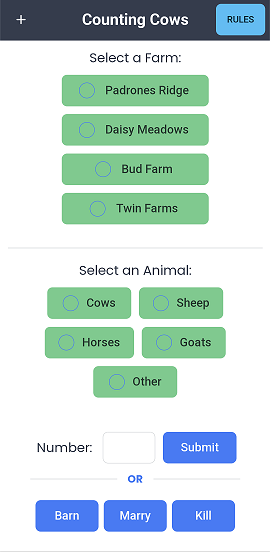 + Counting Cows RULES
Select a Farm:
Padrones Ridge
Daisy Meadows
Bud Farm
Twin Farms
Select an Animal:
Cows Sheep
Horses Goats
Other
Number: Submit
OR
Barn Marry Kill